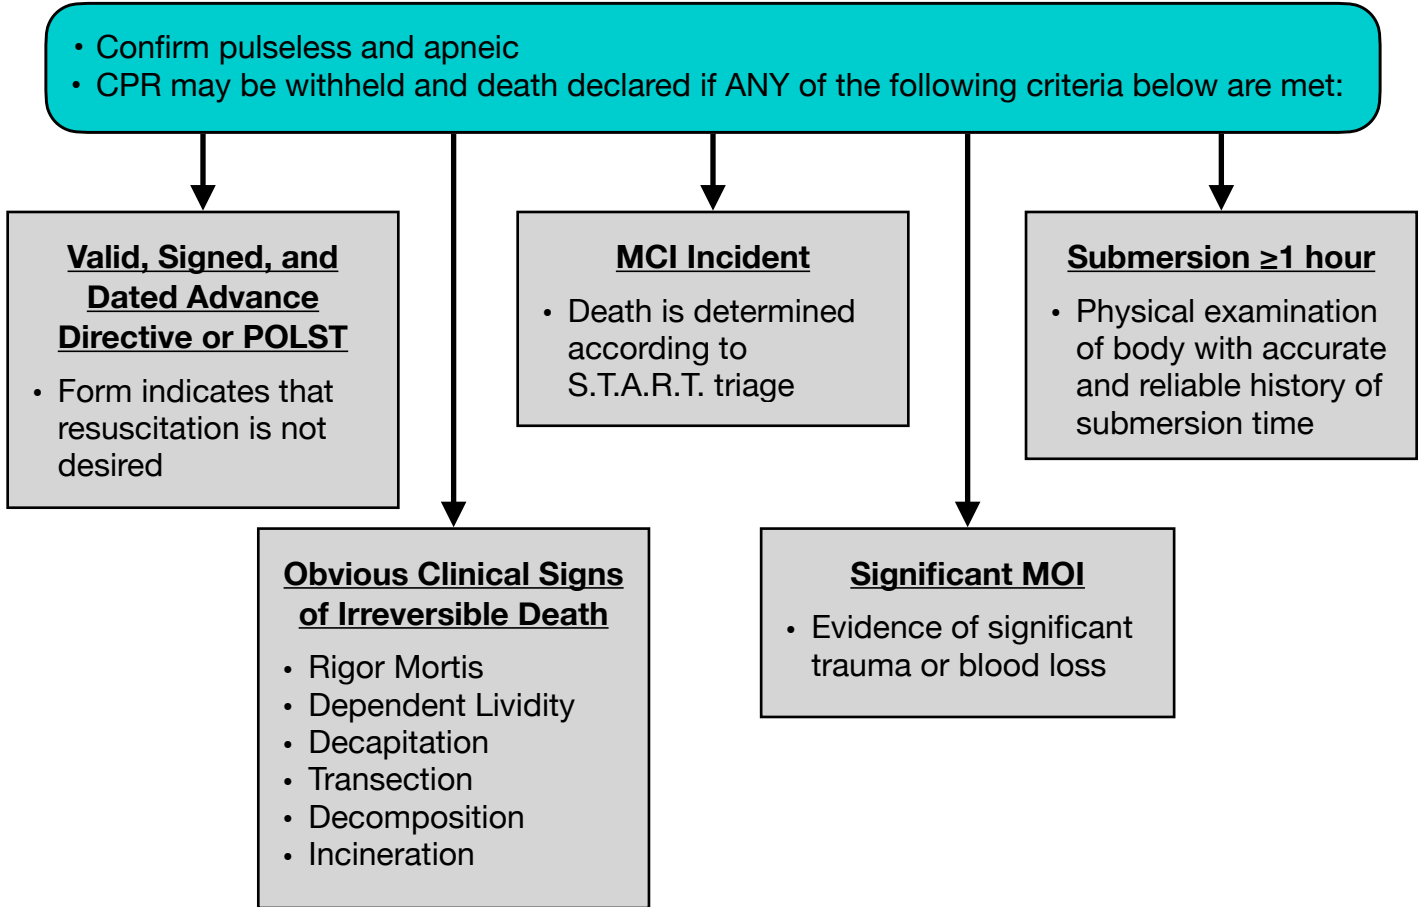 • Confirm pulseless and apneic
• CPR may be withheld and death declared if ANY of the following criteria below are met:
Valid, Signed, and
Dated Advance
Directive or POLST
• Form indicates that
resuscitation is not
desired
MCI Incident
• Death is determined
according to
S.T.A.R.T. triage
Submersion ≥1 hour
• Physical examination
of body with accurate
and reliable history of
submersion time
Obvious Clinical Signs
of Irreversible Death
• Rigor Mortis
• Dependent Lividity
• Decapitation
• Transection
• Decomposition
• Incineration
Significant MOI
• Evidence of significant
trauma or blood loss